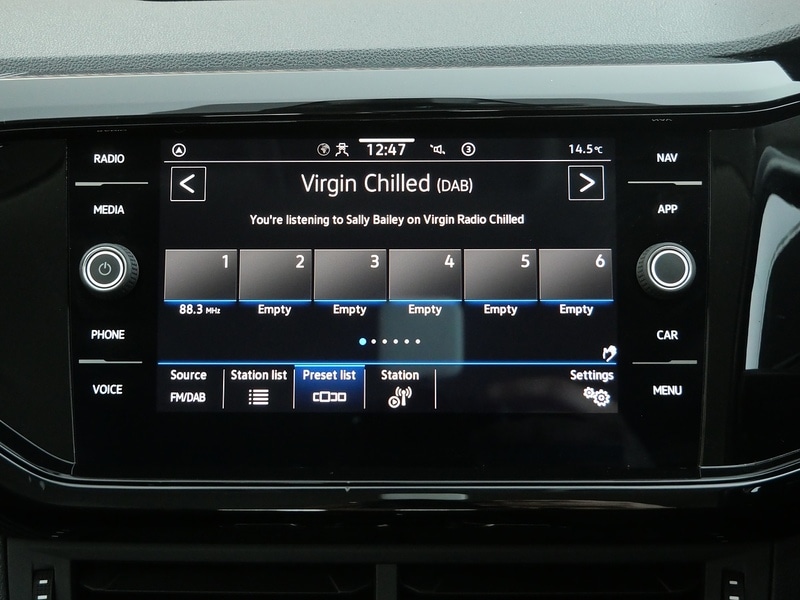 RADIO
MEDIA
PHONE
VOICE
12:47
3
14.5°C
Virgin Chilled (DAB)
You're listening to Sally Bailey on Virgin Radio Chilled
1 2 3 4 5 6
88.3 MHz Empty Empty Empty Empty Empty
Source Station list Preset list Station Settings
FM/DAB
NAV
APP
CAR
MENU